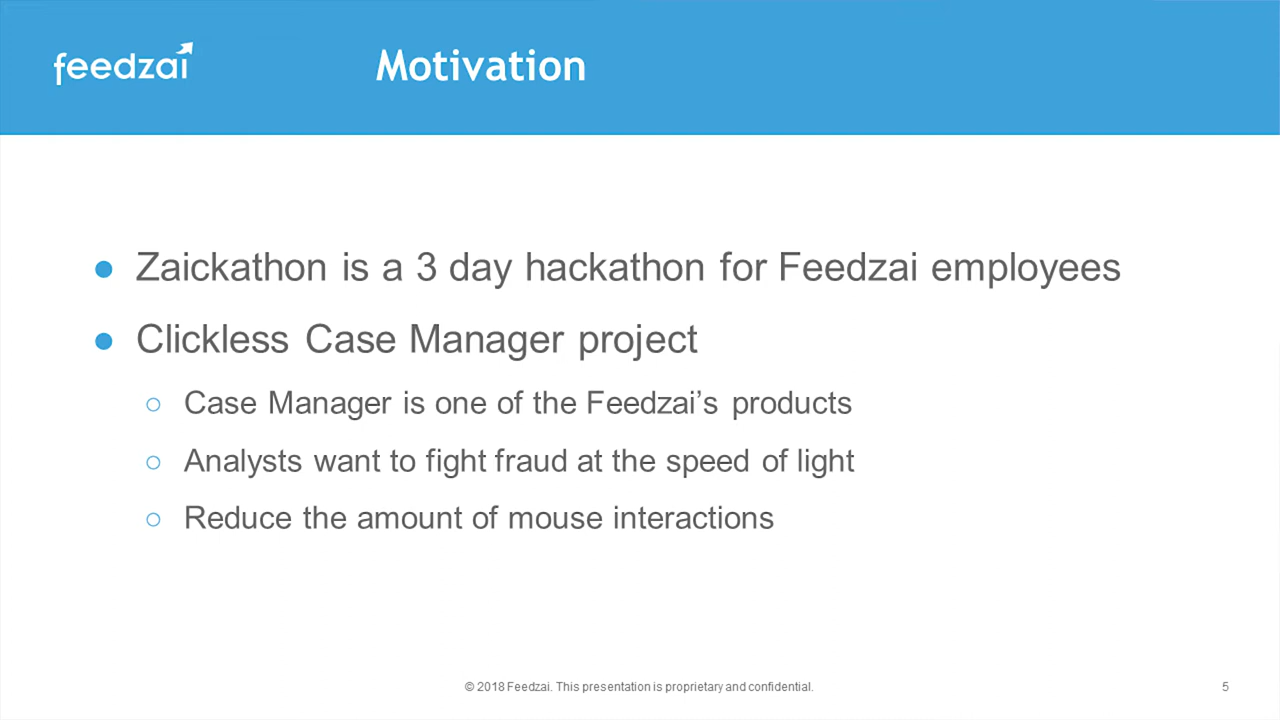 feedzai
Motivation
● Zaickathon is a 3 day hackathon for Feedzai employees
● Clickless Case Manager project
○ Case Manager is one of the Feedzai’s products
○ Analysts want to fight fraud at the speed of light
○ Reduce the amount of mouse interactions
© 2018 Feedzai. This presentation is proprietary and confidential.
5